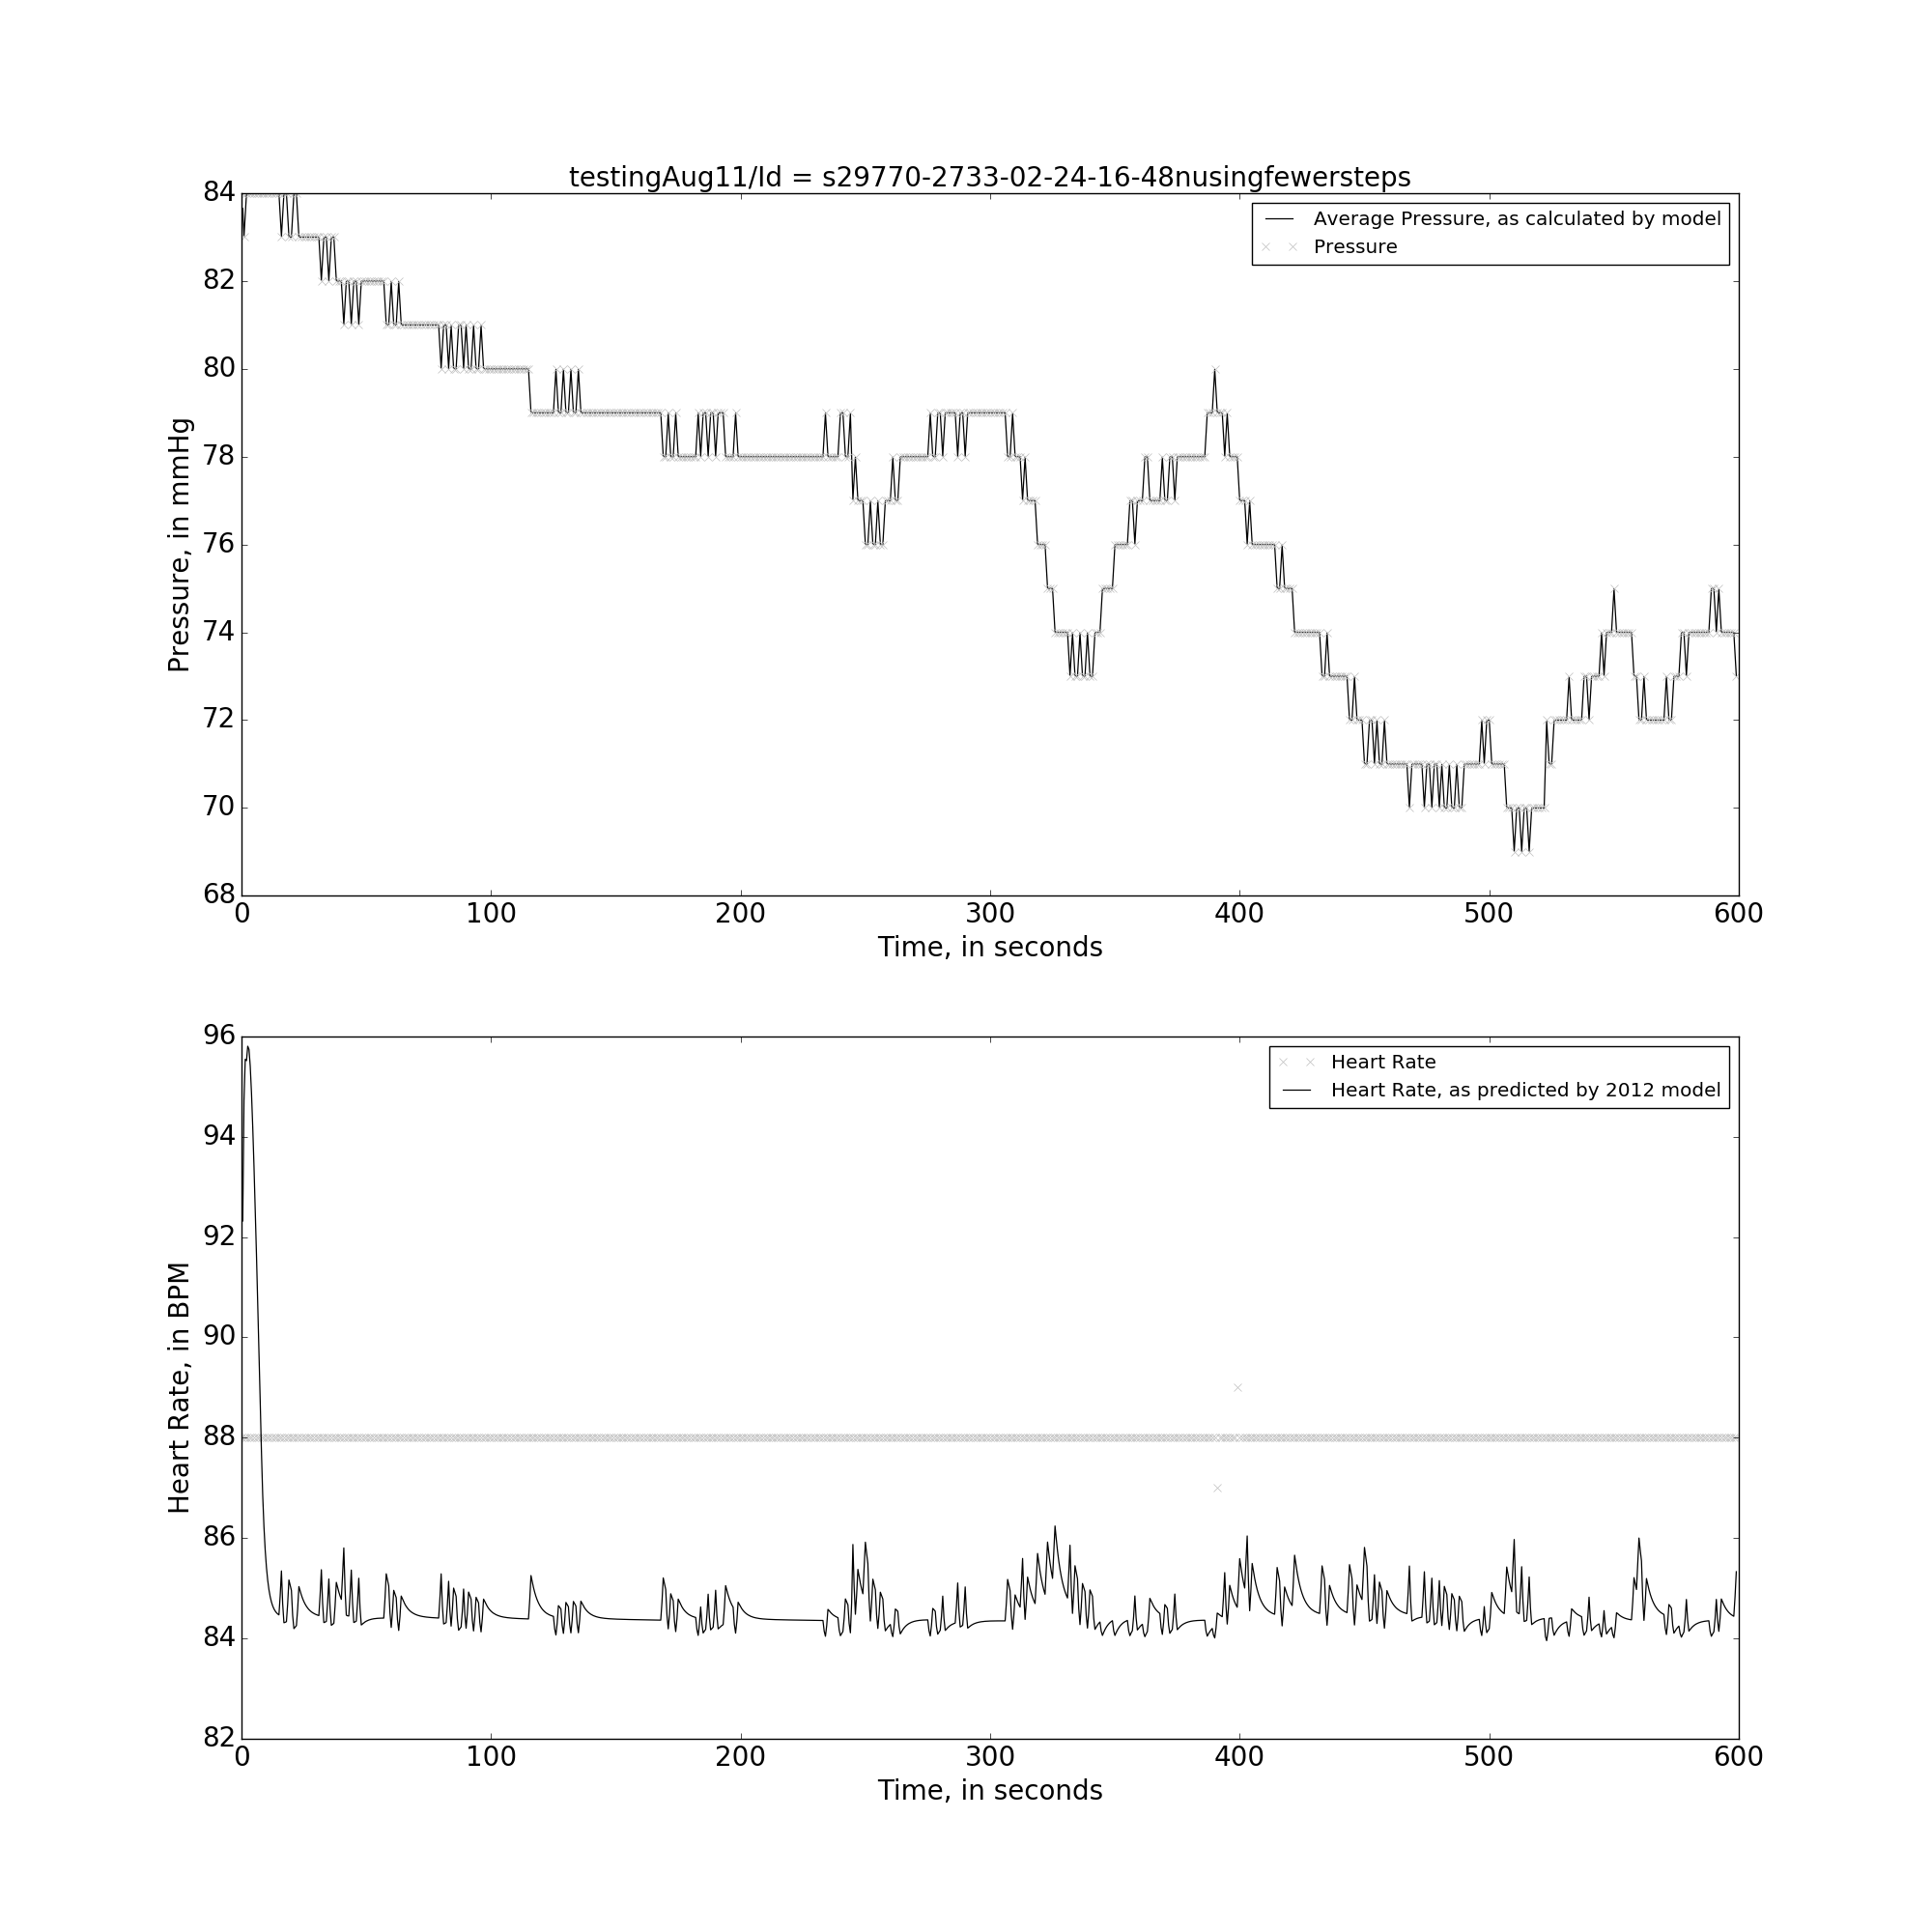 testingAug11/Id = s29770-2733-02-24-16-48nusingfewersteps
Average Pressure, as calculated by model
Pressure
84
82
80
78
76
74
72
70
68
Pressure, in mmHg
0 100 200 300 400 500 600
Time, in seconds
Heart Rate
Heart Rate, as predicted by 2012 model
96
94
92
90
88
86
84
82
Heart Rate, in BPM
0 100 200 300 400 500 600
Time, in seconds